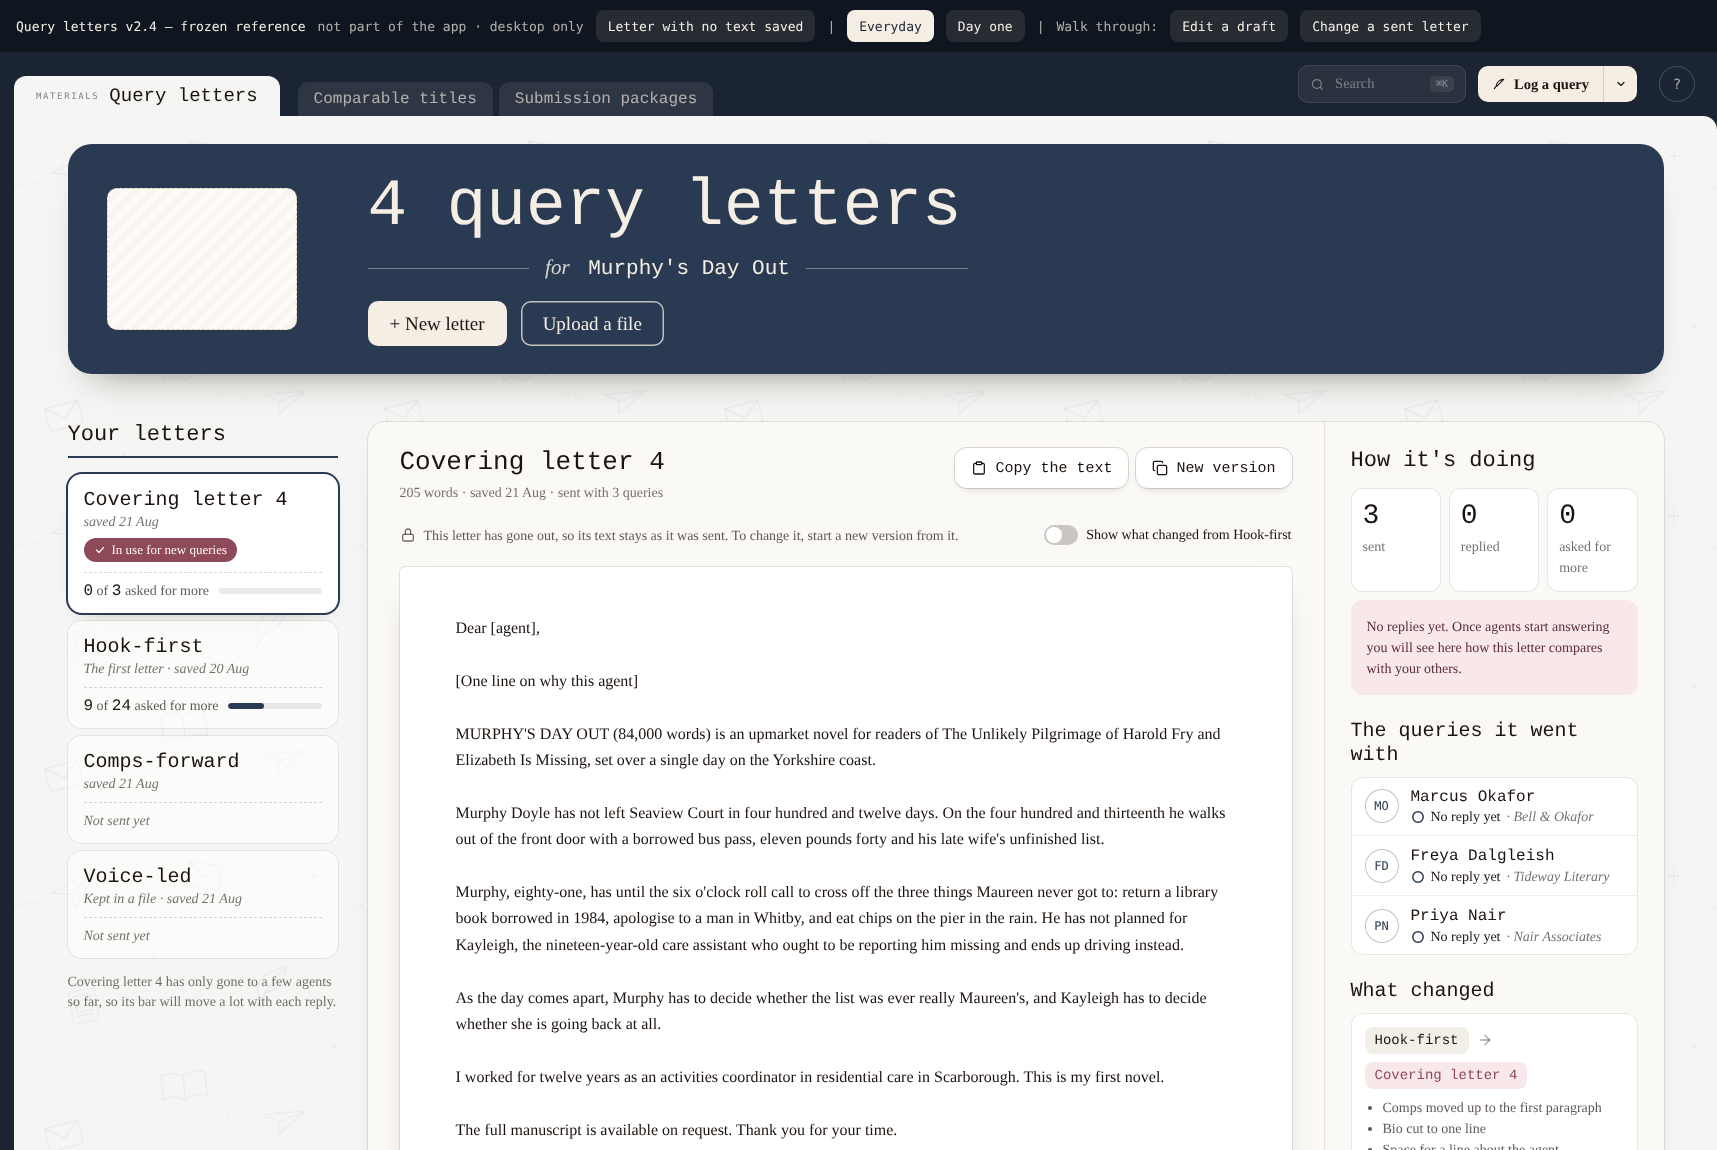 Query letters v2.4 — frozen reference not part of the app · desktop only Letter with no text saved | Everyday Day one | Walk through: Edit a draft Change a sent letter
MATERIALS Query letters Comparable titles Submission packages Search ⌘K Log a query ?
4 query letters
for Murphy's Day Out
+ New letter Upload a file
Your letters
Covering letter 4
saved 21 Aug
In use for new queries
0 of 3 asked for more
Hook-first
The first letter · saved 20 Aug
9 of 24 asked for more
Comps-forward
saved 21 Aug
Not sent yet
Voice-led
Kept in a file · saved 21 Aug
Not sent yet
Covering letter 4 has only gone to a few agents
so far, so its bar will move a lot with each reply.
Covering letter 4
205 words · saved 21 Aug · sent with 3 queries
Copy the text New version
This letter has gone out, so its text stays as it was sent. To change it, start a new version from it.
Show what changed from Hook-first
Dear [agent],
[One line on why this agent]
MURPHY'S DAY OUT (84,000 words) is an upmarket novel for readers of The Unlikely Pilgrimage of Harold Fry and
Elizabeth Is Missing, set over a single day on the Yorkshire coast.
Murphy Doyle has not left Seaview Court in four hundred and twelve days. On the four hundred and thirteenth he walks
out of the front door with a borrowed bus pass, eleven pounds forty and his late wife's unfinished list.
Murphy, eighty-one, has until the six o'clock roll call to cross off the three things Maureen never got to: return a library
book borrowed in 1984, apologise to a man in Whitby, and eat chips on the pier in the rain. He has not planned for
Kayleigh, the nineteen-year-old care assistant who ought to be reporting him missing and ends up driving instead.
As the day comes apart, Murphy has to decide whether the list was ever really Maureen's, and Kayleigh has to decide
whether she is going back at all.
I worked for twelve years as an activities coordinator in residential care in Scarborough. This is my first novel.
The full manuscript is available on request. Thank you for your time.
How it's doing
3 0 0
sent replied asked for
more
No replies yet. Once agents start answering
you will see here how this letter compares
with your others.
The queries it went
with
MO Marcus Okafor
No reply yet · Bell & Okafor
FD Freya Dalgleish
No reply yet · Tideway Literary
PN Priya Nair
No reply yet · Nair Associates
What changed
Hook-first →
Covering letter 4
• Comps moved up to the first paragraph
• Bio cut to one line
• Space for a line about the agent